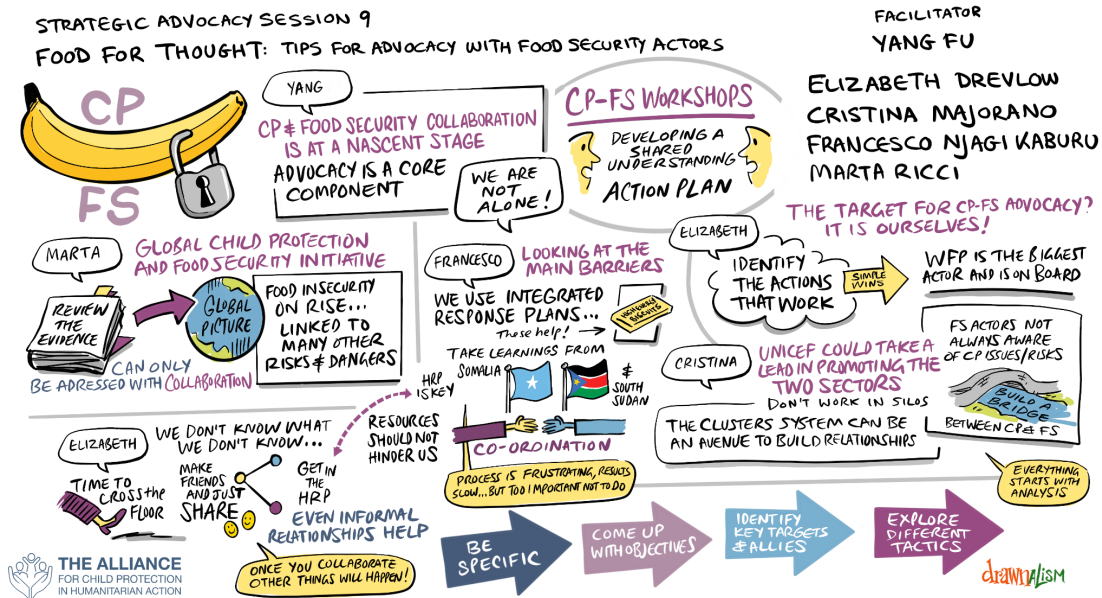 STRATEGIC ADVOCACY SESSION 9
FOOD FOR THOUGHT: TIPS FOR ADVOCACY WITH FOOD SECURITY ACTORS
FACILITATOR
YANG FU
ELIZABETH DREVLOW
CRISTINA MAJORANO
FRANCESCO NJAGI KABURU
MARTA RICCI
CP
FS
YANG
CP & FOOD SECURITY COLLABORATION
IS AT A NASCENT STAGE
ADVOCACY IS A CORE
COMPONENT
WE ARE
NOT
ALONE!
CP-FS WORKSHOPS
DEVELOPING A
SHARED
UNDERSTANDING
ACTION PLAN
MARTA
GLOBAL CHILD PROTECTION
AND FOOD SECURITY INITIATIVE
REVIEW
THE
EVIDENCE
GLOBAL
PICTURE
FOOD INSECURITY
ON RISE...
LINKED TO
MANY OTHER
RISKS & DANGERS
CAN ONLY
BE ADRESSED WITH COLLABORATION
FRANCESCO
LOOKING AT THE
MAIN BARRIERS
WE USE INTEGRATED
RESPONSE PLANS...
These help!
HIGH ENERGY
BISCUITS
TAKE LEARNINGS FROM
SOMALIA
&
SOUTH
SUDAN
HRP
IS KEY
RESOURCES
SHOULD NOT
HINDER US
CO-ORDINATION
PROCESS IS FRUSTRATING, RESULTS
SLOW...BUT TOO IMPORTANT NOT TO DO
THE TARGET FOR CP-FS ADVOCACY?
IT IS OURSELVES!
ELIZABETH
IDENTIFY
THE ACTIONS
THAT WORK
SIMPLE
WINS
WFP IS THE BIGGEST
ACTOR AND IS ON BOARD
CRISTINA
UNICEF COULD TAKE A
LEAD IN PROMOTING THE
TWO SECTORS
DON'T WORK IN SILOS
THE CLUSTERS SYSTEM CAN BE
AN AVENUE TO BUILD RELATIONSHIPS
FS ACTORS NOT
ALWAYS AWARE
OF CP ISSUES/RISKS
BUILD A
BRIDGE
BETWEEN CP & FS
EVERYTHING
STARTS WITH
ANALYSIS
ELIZABETH
WE DON'T KNOW WHAT
WE DON'T KNOW...
TIME TO
CROSS the
FLOOR
MAKE
FRIENDS
AND JUST
SHARE
GET IN
THE
HRP
EVEN INFORMAL
RELATIONSHIPS HELP
ONCE YOU COLLABORATE
OTHER THINGS WILL HAPPEN!
BE
SPECIFIC
COME UP
WITH OBJECTIVES
IDENTIFY
KEY TARGETS
& ALLIES
EXPLORE
DIFFERENT
TACTICS
THE ALLIANCE
FOR CHILD PROTECTION
IN HUMANITARIAN ACTION
drawnALISM